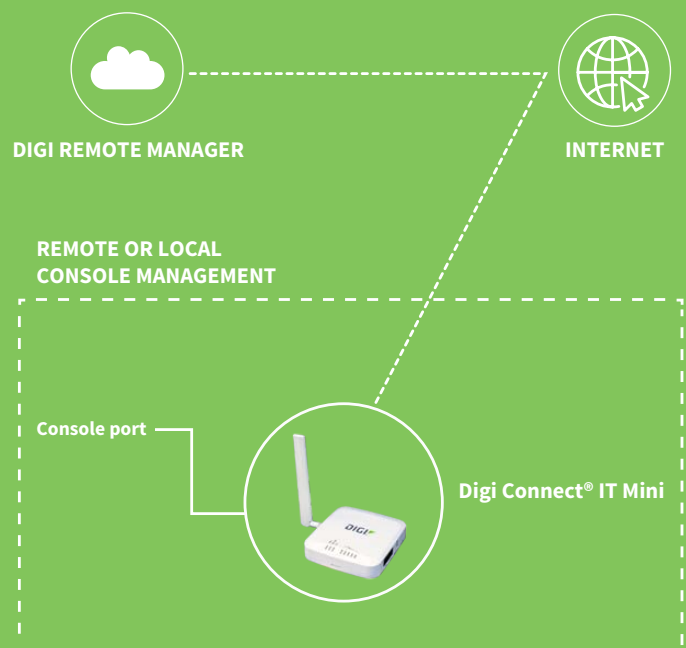 DIGI REMOTE MANAGER
INTERNET
REMOTE OR LOCAL
CONSOLE MANAGEMENT
Console port
Digi Connect® IT Mini
DIGI